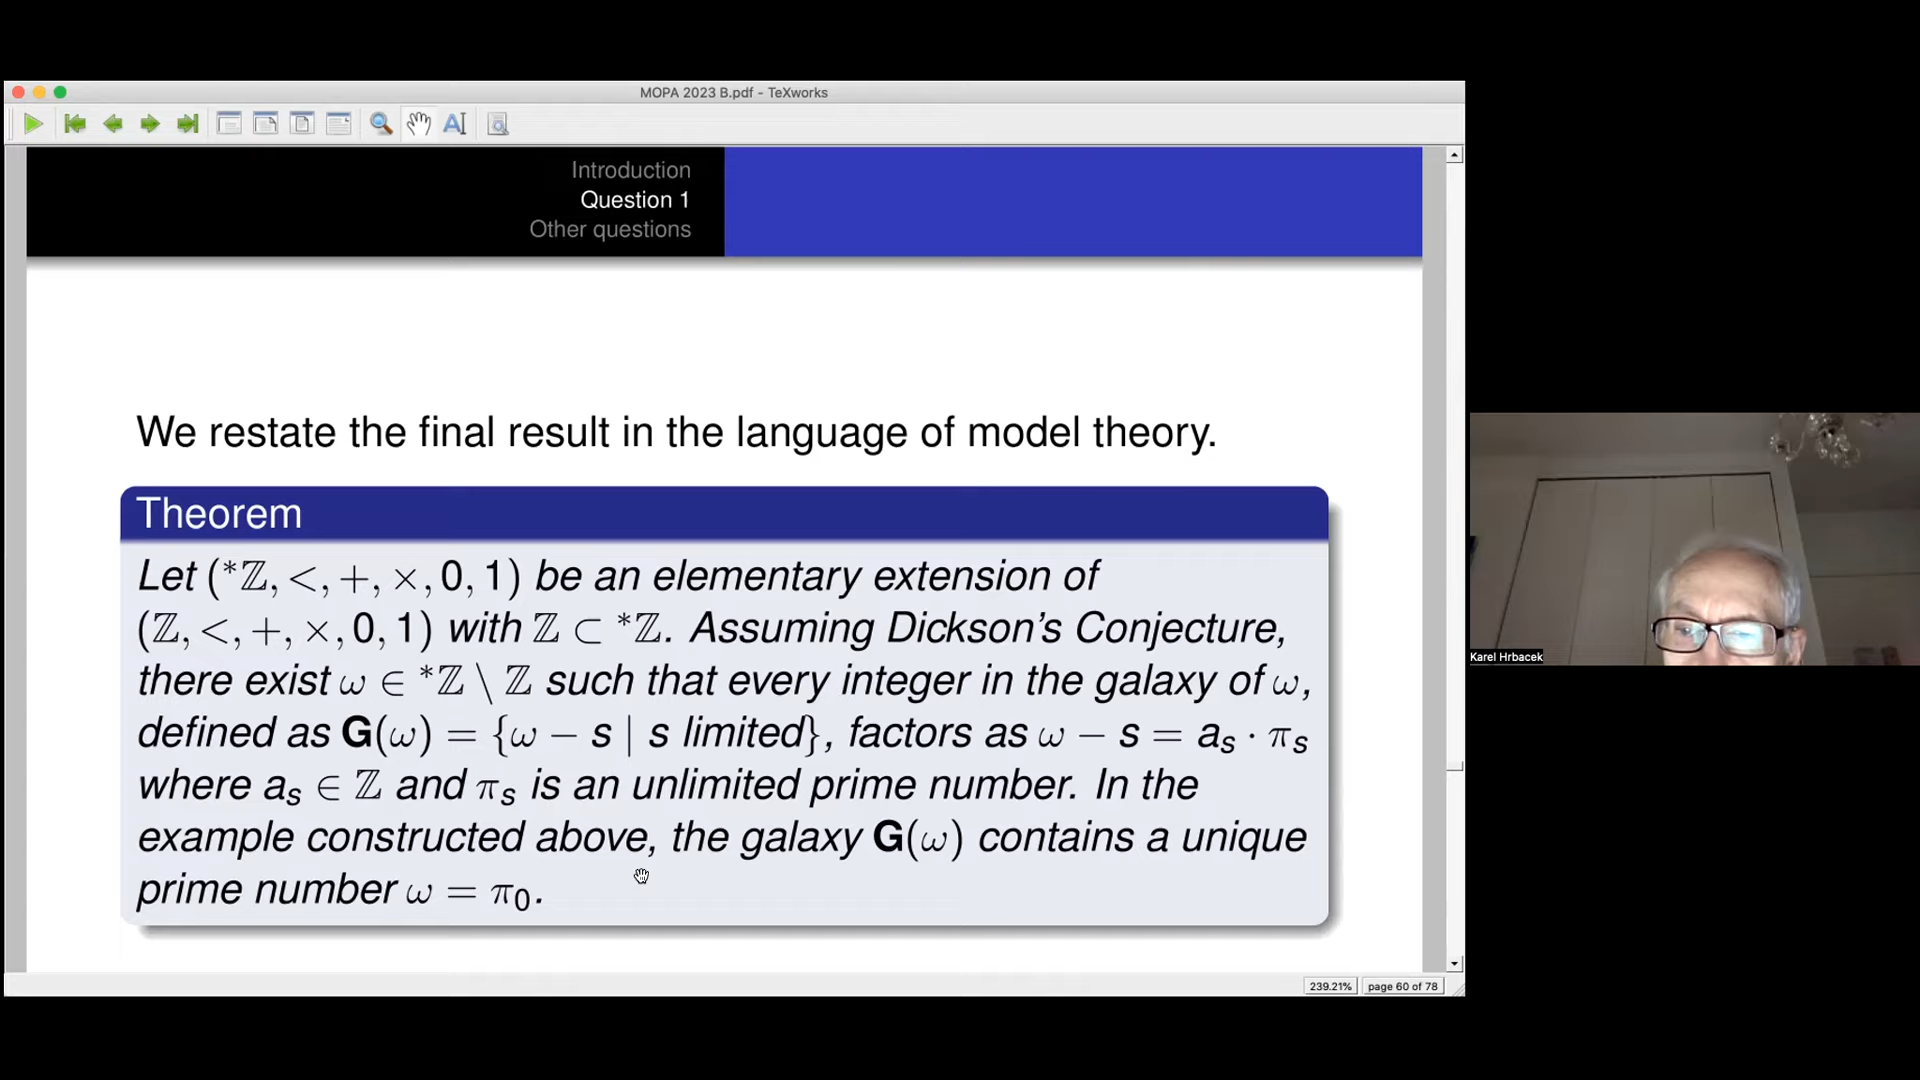 MOPA 2023 B.pdf - TeXworks
Introduction
Question 1
Other questions
We restate the final result in the language of model theory.
Theorem
Let (*ℤ, <, +, ×, 0, 1) be an elementary extension of
(ℤ, <, +, ×, 0, 1) with ℤ ⊂ *ℤ. Assuming Dickson's Conjecture,
there exist ω ∈ *ℤ \ ℤ such that every integer in the galaxy of ω,
defined as G(ω) = {ω − s | s limited}, factors as ω − s = aₛ · πₛ
where aₛ ∈ ℤ and πₛ is an unlimited prime number. In the
example constructed above, the galaxy G(ω) contains a unique
prime number ω = π₀.
Karel Hrbacek
239.21%
page 60 of 78